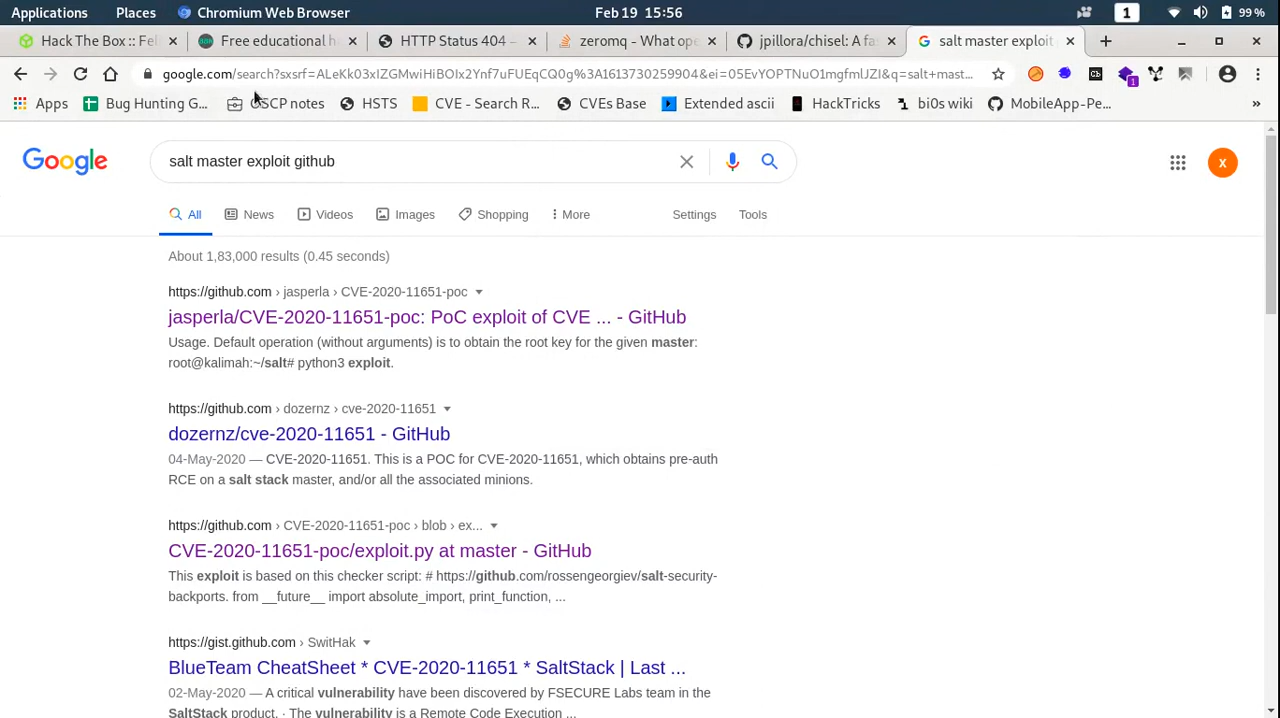 Applications Places Chromium Web Browser Feb 19 15:56 1 99 %
Hack The Box :: Fel Free educational ha HTTP Status 404 – zeromq - What ope jpillora/chisel: A fas salt master exploit
google.com/search?sxsrf=ALeKk03xIZGMwiHiBOIx2Ynf7uFUEqCQ0g%3A1613730259904&ei=05EvYOPTNuO1mgfmlJZI&q=salt+mast...
Apps Bug Hunting G... OSCP notes HSTS CVE - Search R... CVEs Base Extended ascii HackTricks bi0s wiki MobileApp-Pe... »
Google salt master exploit github X
All News Videos Images Shopping More Settings Tools
About 1,83,000 results (0.45 seconds)
https://github.com › jasperla › CVE-2020-11651-poc
jasperla/CVE-2020-11651-poc: PoC exploit of CVE ... - GitHub
Usage. Default operation (without arguments) is to obtain the root key for the given master:
root@kalimah:~/salt# python3 exploit.
https://github.com › dozernz › cve-2020-11651
dozernz/cve-2020-11651 - GitHub
04-May-2020 — CVE-2020-11651. This is a POC for CVE-2020-11651, which obtains pre-auth
RCE on a salt stack master, and/or all the associated minions.
https://github.com › CVE-2020-11651-poc › blob › ex...
CVE-2020-11651-poc/exploit.py at master - GitHub
This exploit is based on this checker script: # https://github.com/rossengeorgiev/salt-security-
backports. from __future__ import absolute_import, print_function, ...
https://gist.github.com › SwitHak
BlueTeam CheatSheet * CVE-2020-11651 * SaltStack | Last ...
02-May-2020 — A critical vulnerability have been discovered by FSECURE Labs team in the
SaltStack product. · The vulnerability is a Remote Code Execution ...